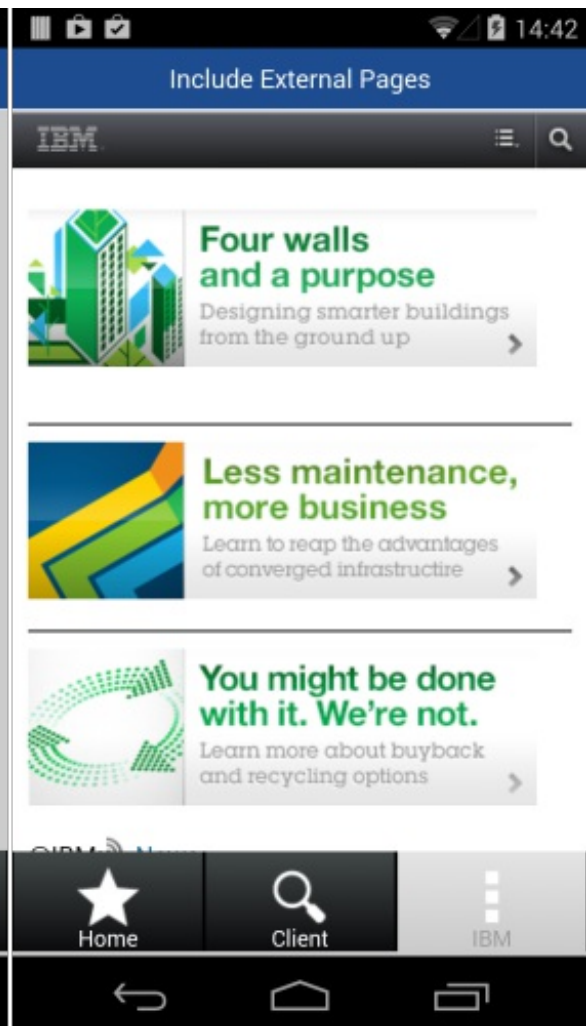 14:42
Include External Pages
IBM.
Four walls
and a purpose
Designing smarter buildings
from the ground up
Less maintenance,
more business
Learn to reap the advantages
of converged infrastructire
You might be done
with it. We're not.
Learn more about buyback
and recycling options
Home
Client
IBM